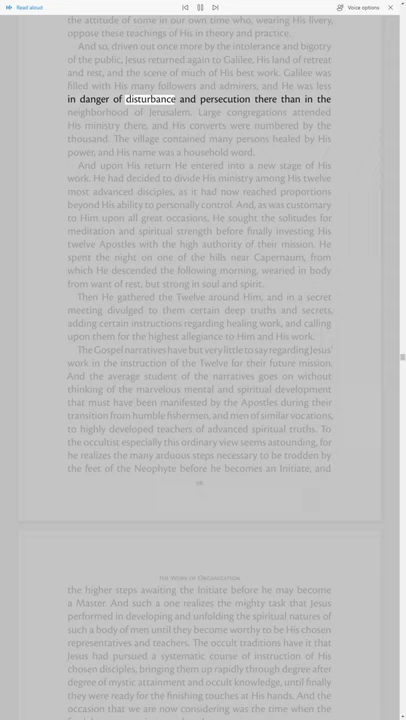 Read aloud
Voice options
the attitude of some in our own time who, wearing His livery,
oppose these teachings of His in theory and practice.
And so, driven out once more by the intolerance and bigotry
of the public, Jesus returned again to Galilee, His land of retreat
and rest, and the scene of much of His best work. Galilee was
filled with His many followers and admirers, and He was less
in danger of disturbance and persecution there than in the
neighborhood of Jerusalem. Large congregations attended
His ministry there, and His converts were numbered by the
thousand. The village contained many persons healed by His
power, and His name was a household word.
And upon His return He entered into a new stage of His
work. He had decided to divide His ministry among His twelve
most advanced disciples, as it had now reached proportions
beyond His ability to personally control. And, as was customary
to Him upon all great occasions, He sought the solitudes for
meditation and spiritual strength before finally investing His
twelve Apostles with the high authority of their mission. He
spent the night on one of the hills near Capernaum, from
which He descended the following morning, wearied in body
from want of rest, but strong in soul and spirit.
Then He gathered the Twelve around Him, and in a secret
meeting divulged to them certain deep truths and secrets,
adding certain instructions regarding healing work, and calling
upon them for the highest allegiance to Him and His work.
The Gospel narratives have but very little to say regarding Jesus'
work in the instruction of the Twelve for their future mission.
And the average student of the narratives goes on without
thinking of the marvelous mental and spiritual development
that must have been manifested by the Apostles during their
transition from humble fishermen, and men of similar vocations,
to highly developed teachers of advanced spiritual truths. To
the occultist especially this ordinary view seems astounding, for
he realizes the many arduous steps necessary to be trodden by
the feet of the Neophyte before he becomes an Initiate, and
The Work of Organization
the higher steps awaiting the Initiate before he may become
a Master. And such a one realizes the mighty task that Jesus
performed in developing and unfolding the spiritual natures of
such a body of men until they become worthy to be His chosen
representatives and teachers. The occult traditions have it that
Jesus had pursued a systematic course of instruction of His
chosen disciples, bringing them up rapidly through degree after
degree of mystic attainment and occult knowledge, until finally
they were ready for the finishing touches at His hands. And the
occasion that we are now considering was the time when the